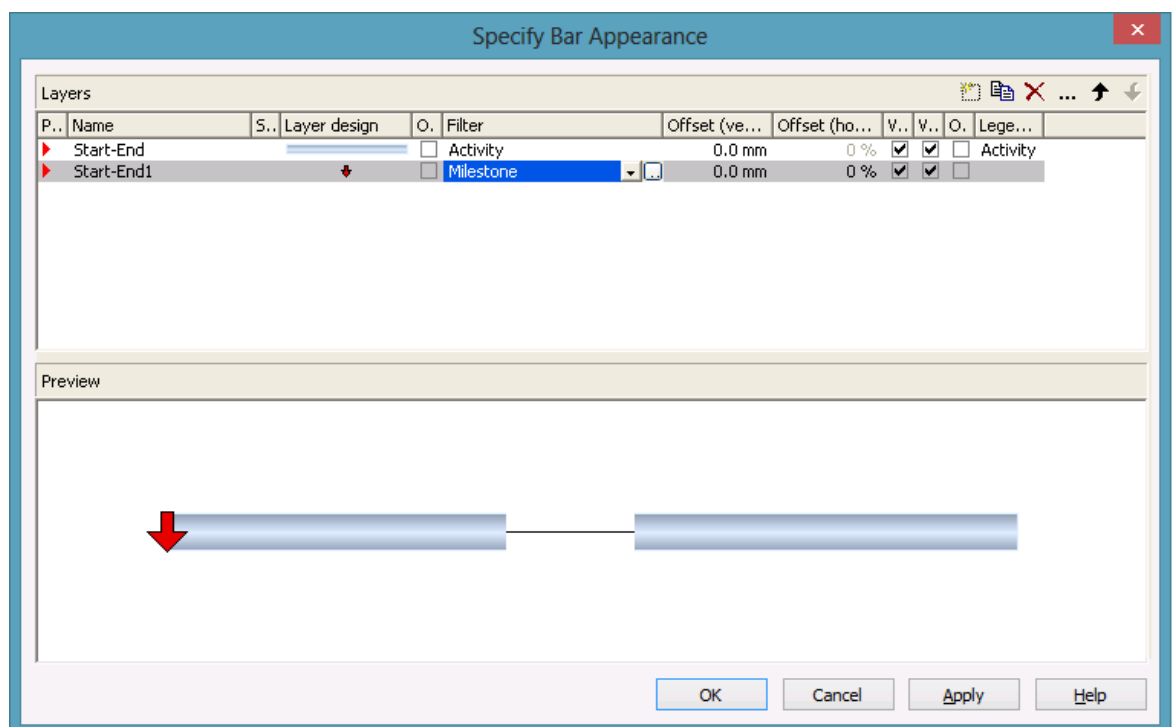 Specify Bar Appearance
Layers ...
P.. Name S.. Layer design O. Filter Offset (ve... Offset (ho... V.. V.. O. Lege...
Start-End Activity 0.0 mm 0 % Activity
Start-End1 Milestone .. 0.0 mm 0 %
Preview
OK Cancel Apply Help